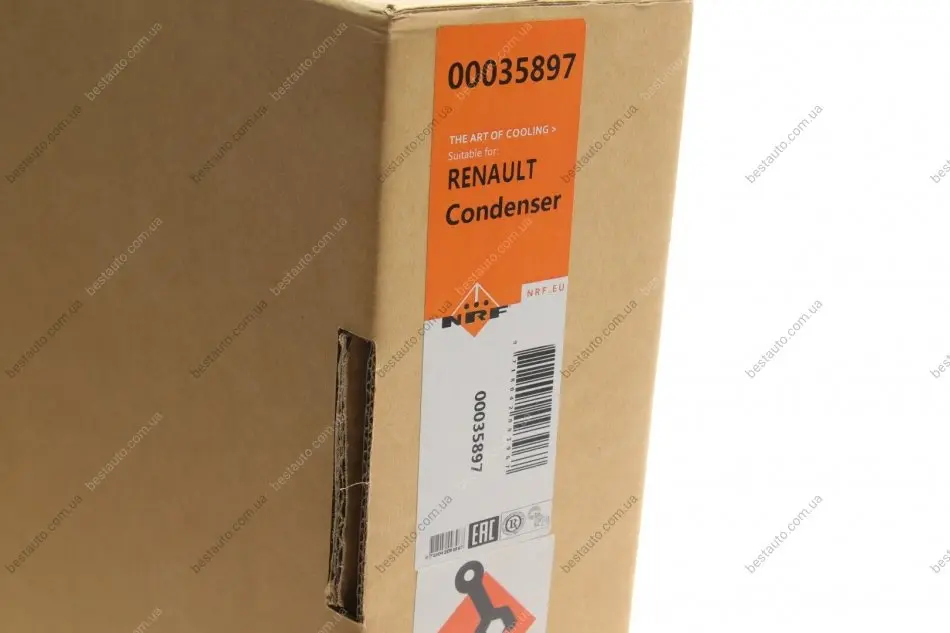 00035897
THE ART OF COOLING >
Suitable for:
RENAULT
Condenser
NRF.EU
NRF
00035897
EAC
R
bestauto.com.ua